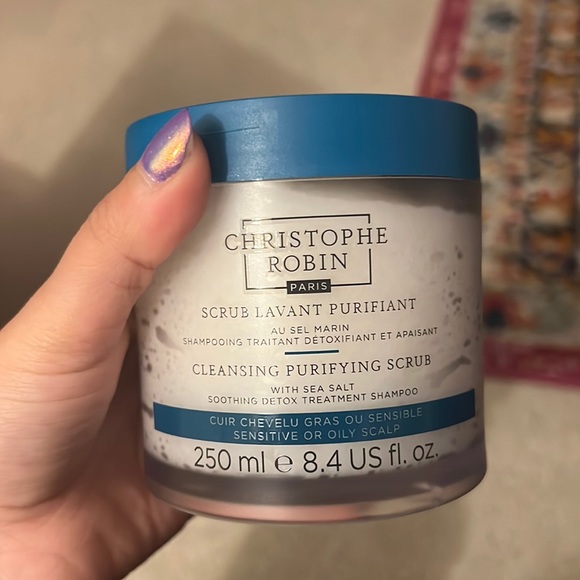 CHRISTOPHE
ROBIN
PARIS
SCRUB LAVANT PURIFIANT
AU SEL MARIN
SHAMPOOING TRAITANT DÉTOXIFIANT ET APAISANT
CLEANSING PURIFYING SCRUB
WITH SEA SALT
SOOTHING DETOX TREATMENT SHAMPOO
CUIR CHEVELU GRAS OU SENSIBLE
SENSITIVE OR OILY SCALP
250 ml e 8.4 US fl. oz.